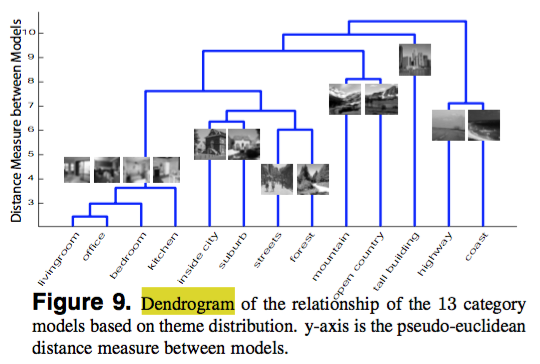 Distance Measure between Models
10
9
8
7
6
5
4
3
livingroom
office
bedroom
kitchen
inside city
suburb
streets
forest
mountain
open country
tall building
highway
coast
Figure 9. Dendrogram of the relationship of the 13 category
models based on theme distribution. y-axis is the pseudo-euclidean
distance measure between models.